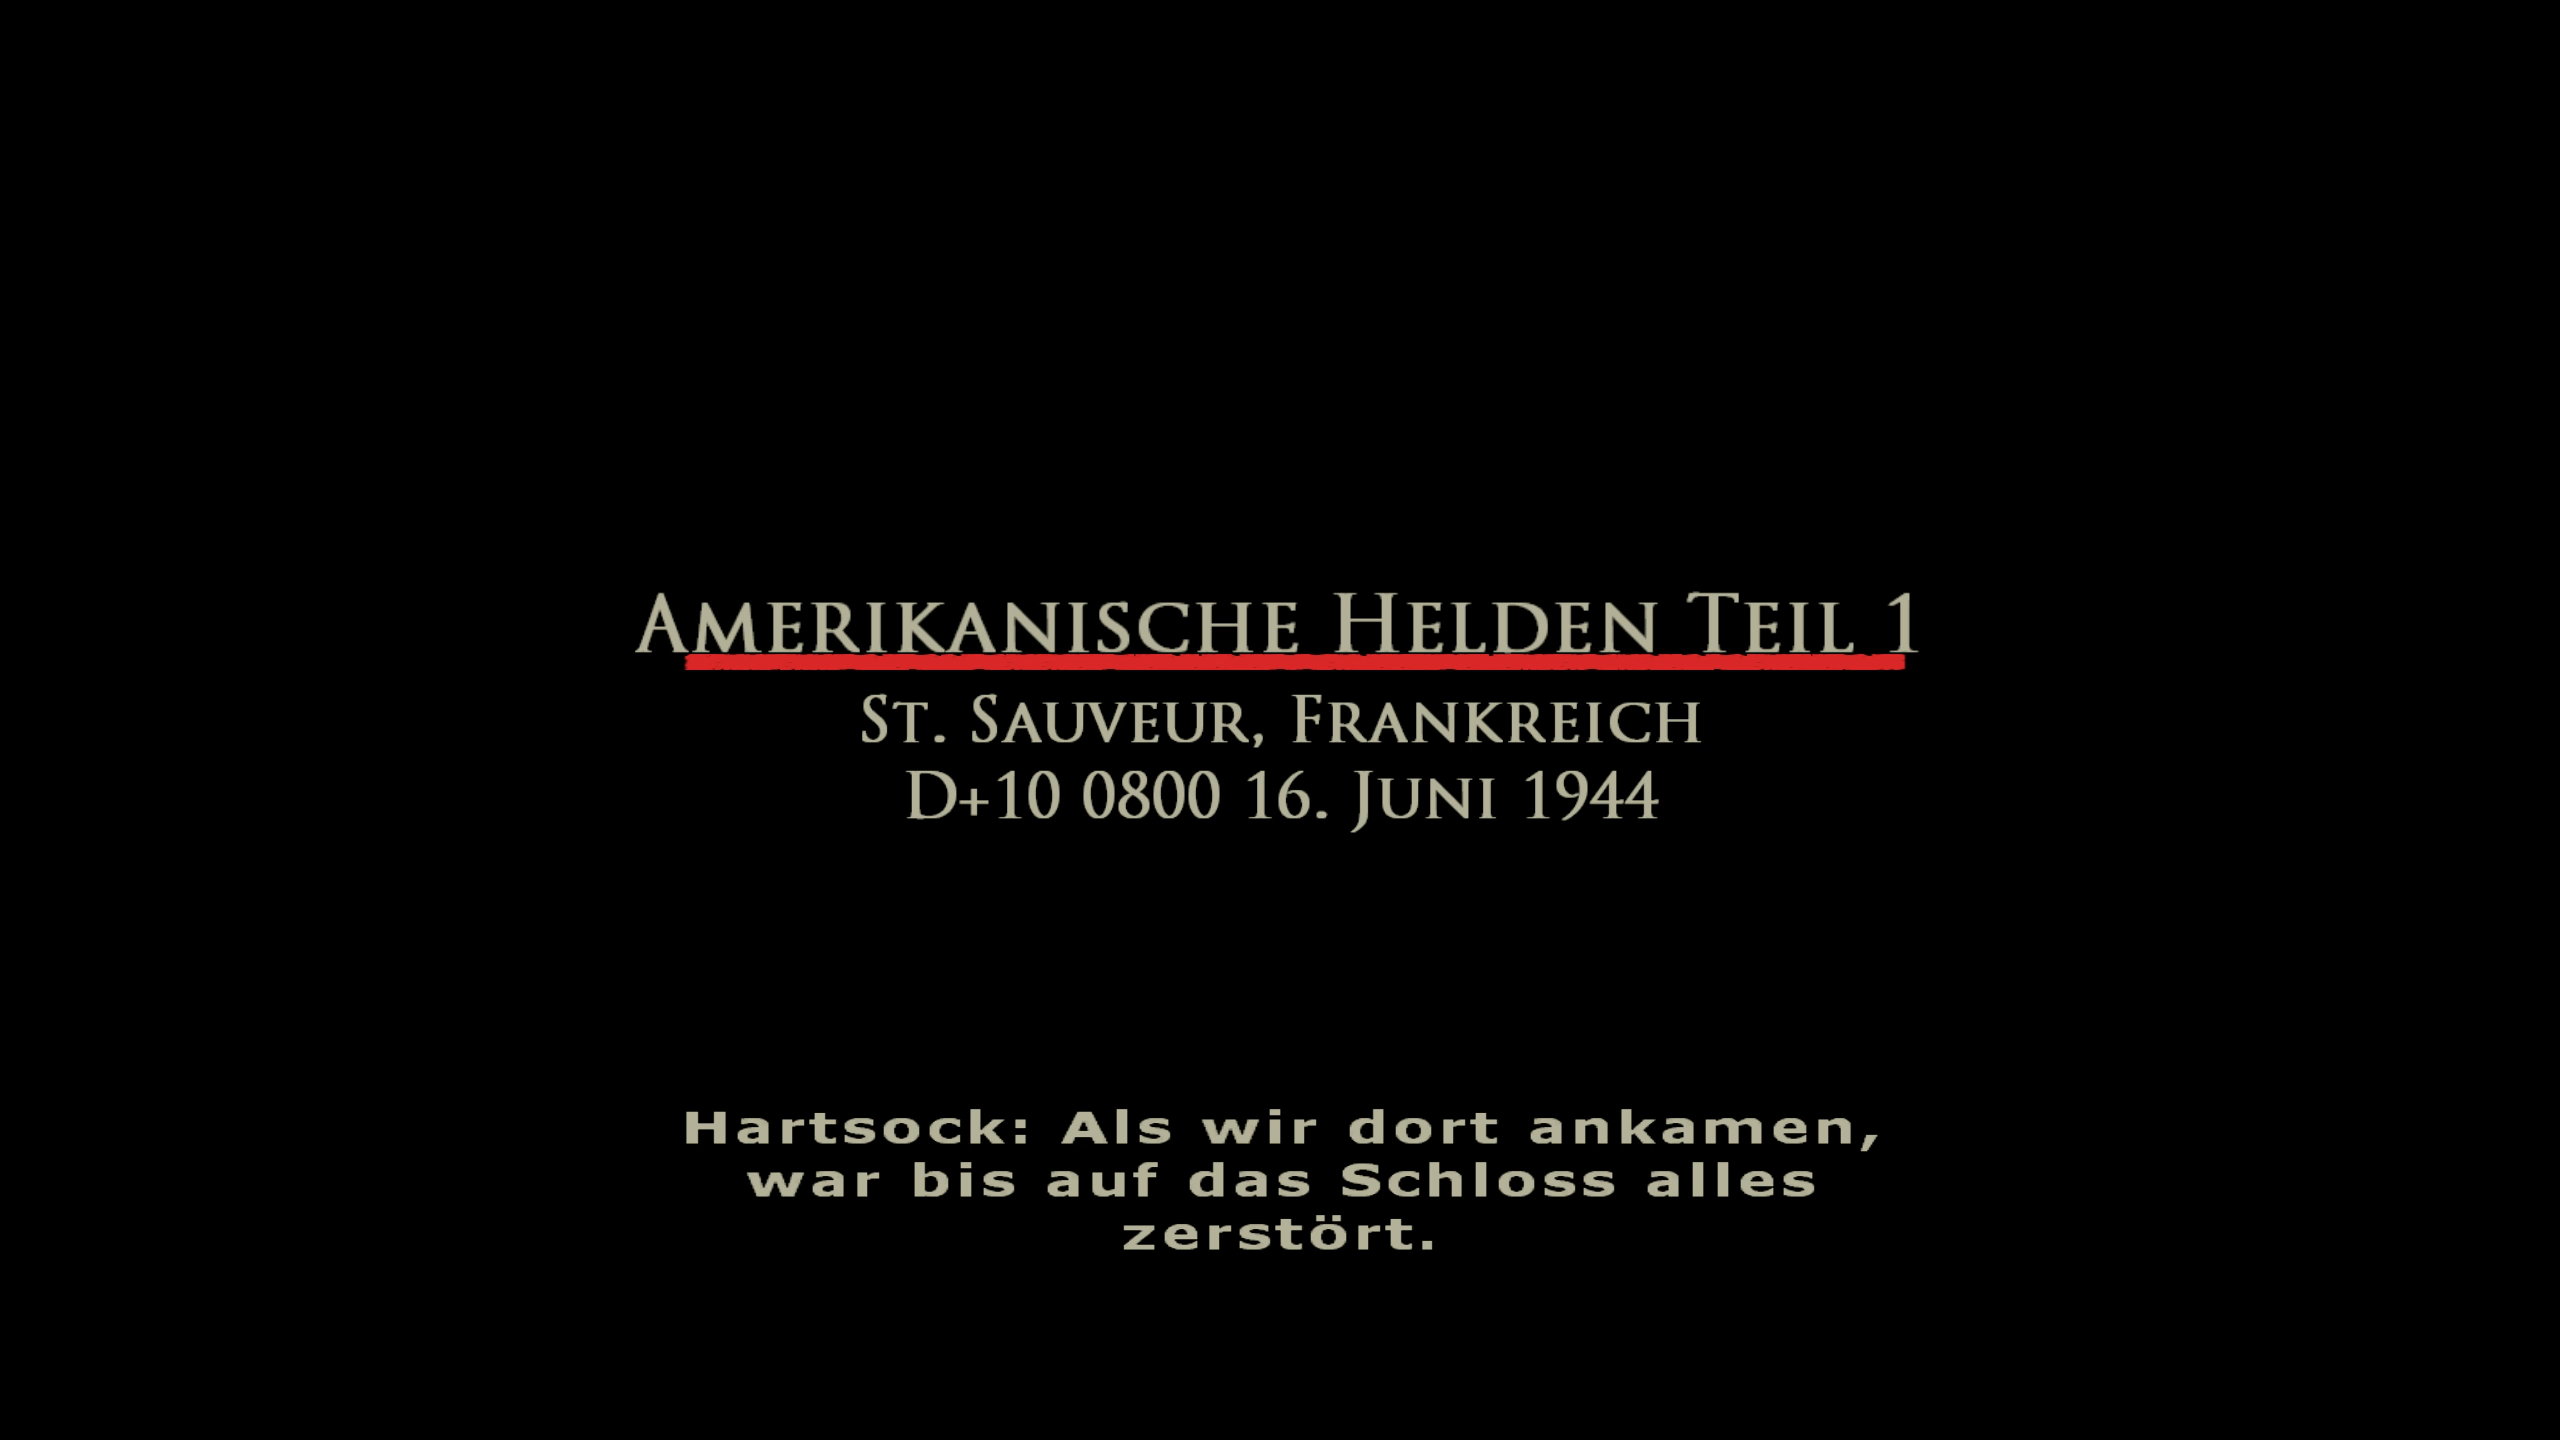 Amerikanische Helden Teil 1
St. Sauveur, Frankreich
D+10 0800 16. Juni 1944
Hartsock: Als wir dort ankamen,
war bis auf das Schloss alles
zerstört.